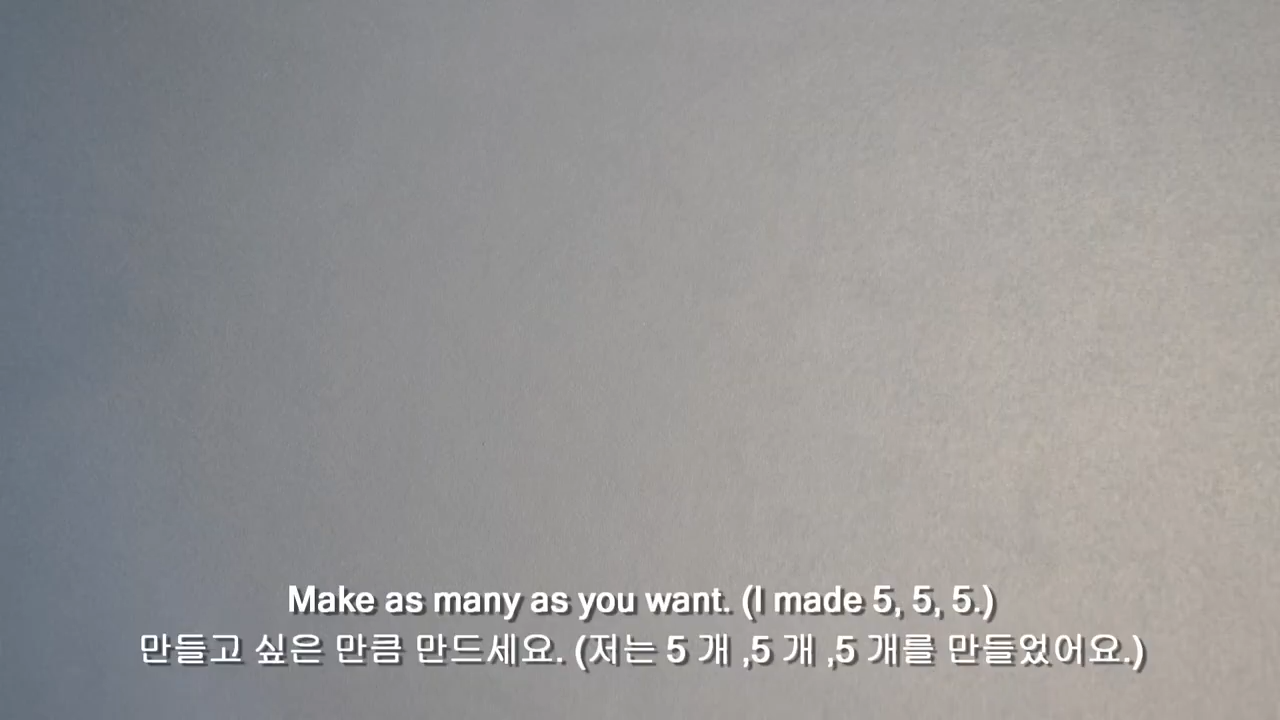 Make as many as you want. (I made 5, 5, 5.)
만들고 싶은 만큼 만드세요. (저는 5 개 ,5 개 ,5 개를 만들었어요.)